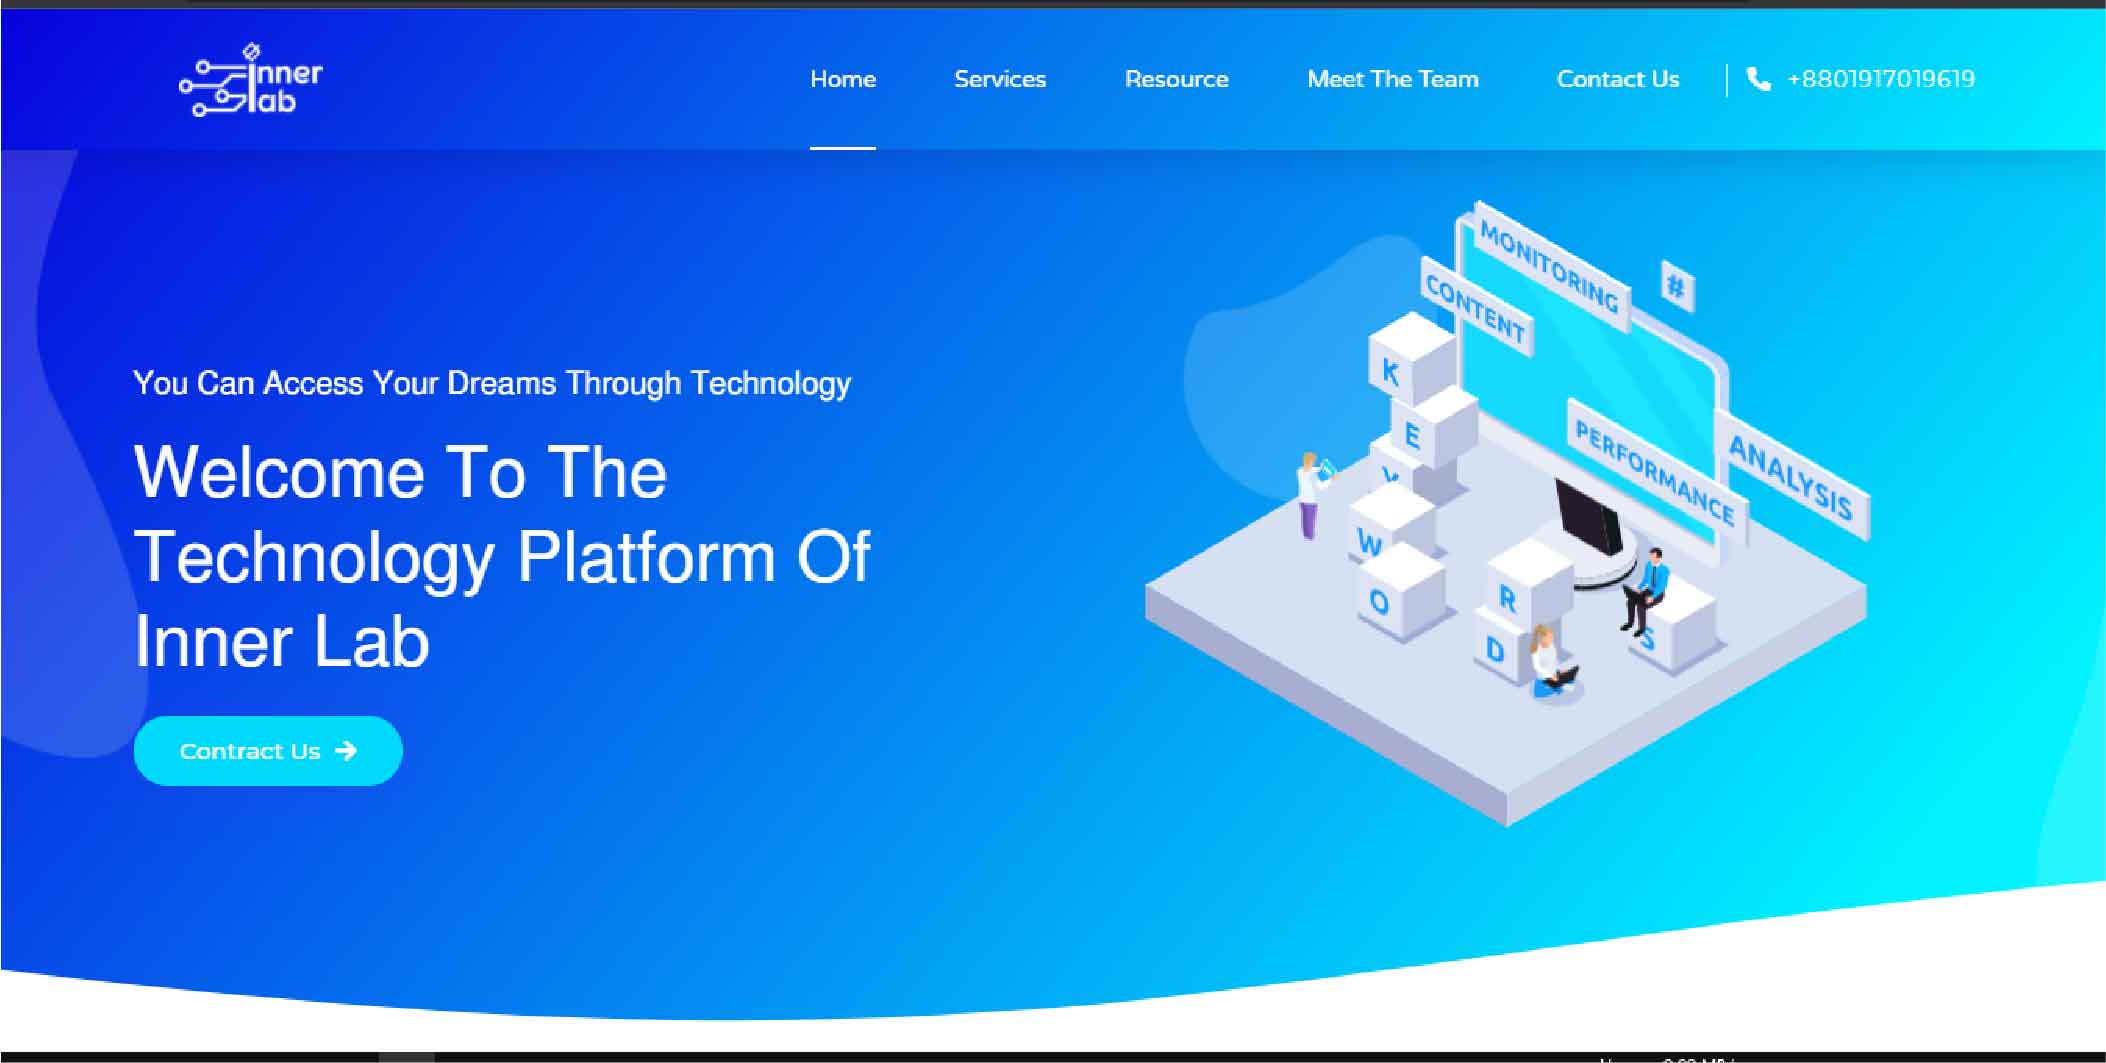 inner
lab
Home
Services
Resource
Meet The Team
Contact Us
+8801917019619
MONITORING
#
CONTENT
K
E
Y
W
O
R
D
S
PERFORMANCE
ANALYSIS
You Can Access Your Dreams Through Technology
Welcome To The
Technology Platform Of
Inner Lab
Contract Us